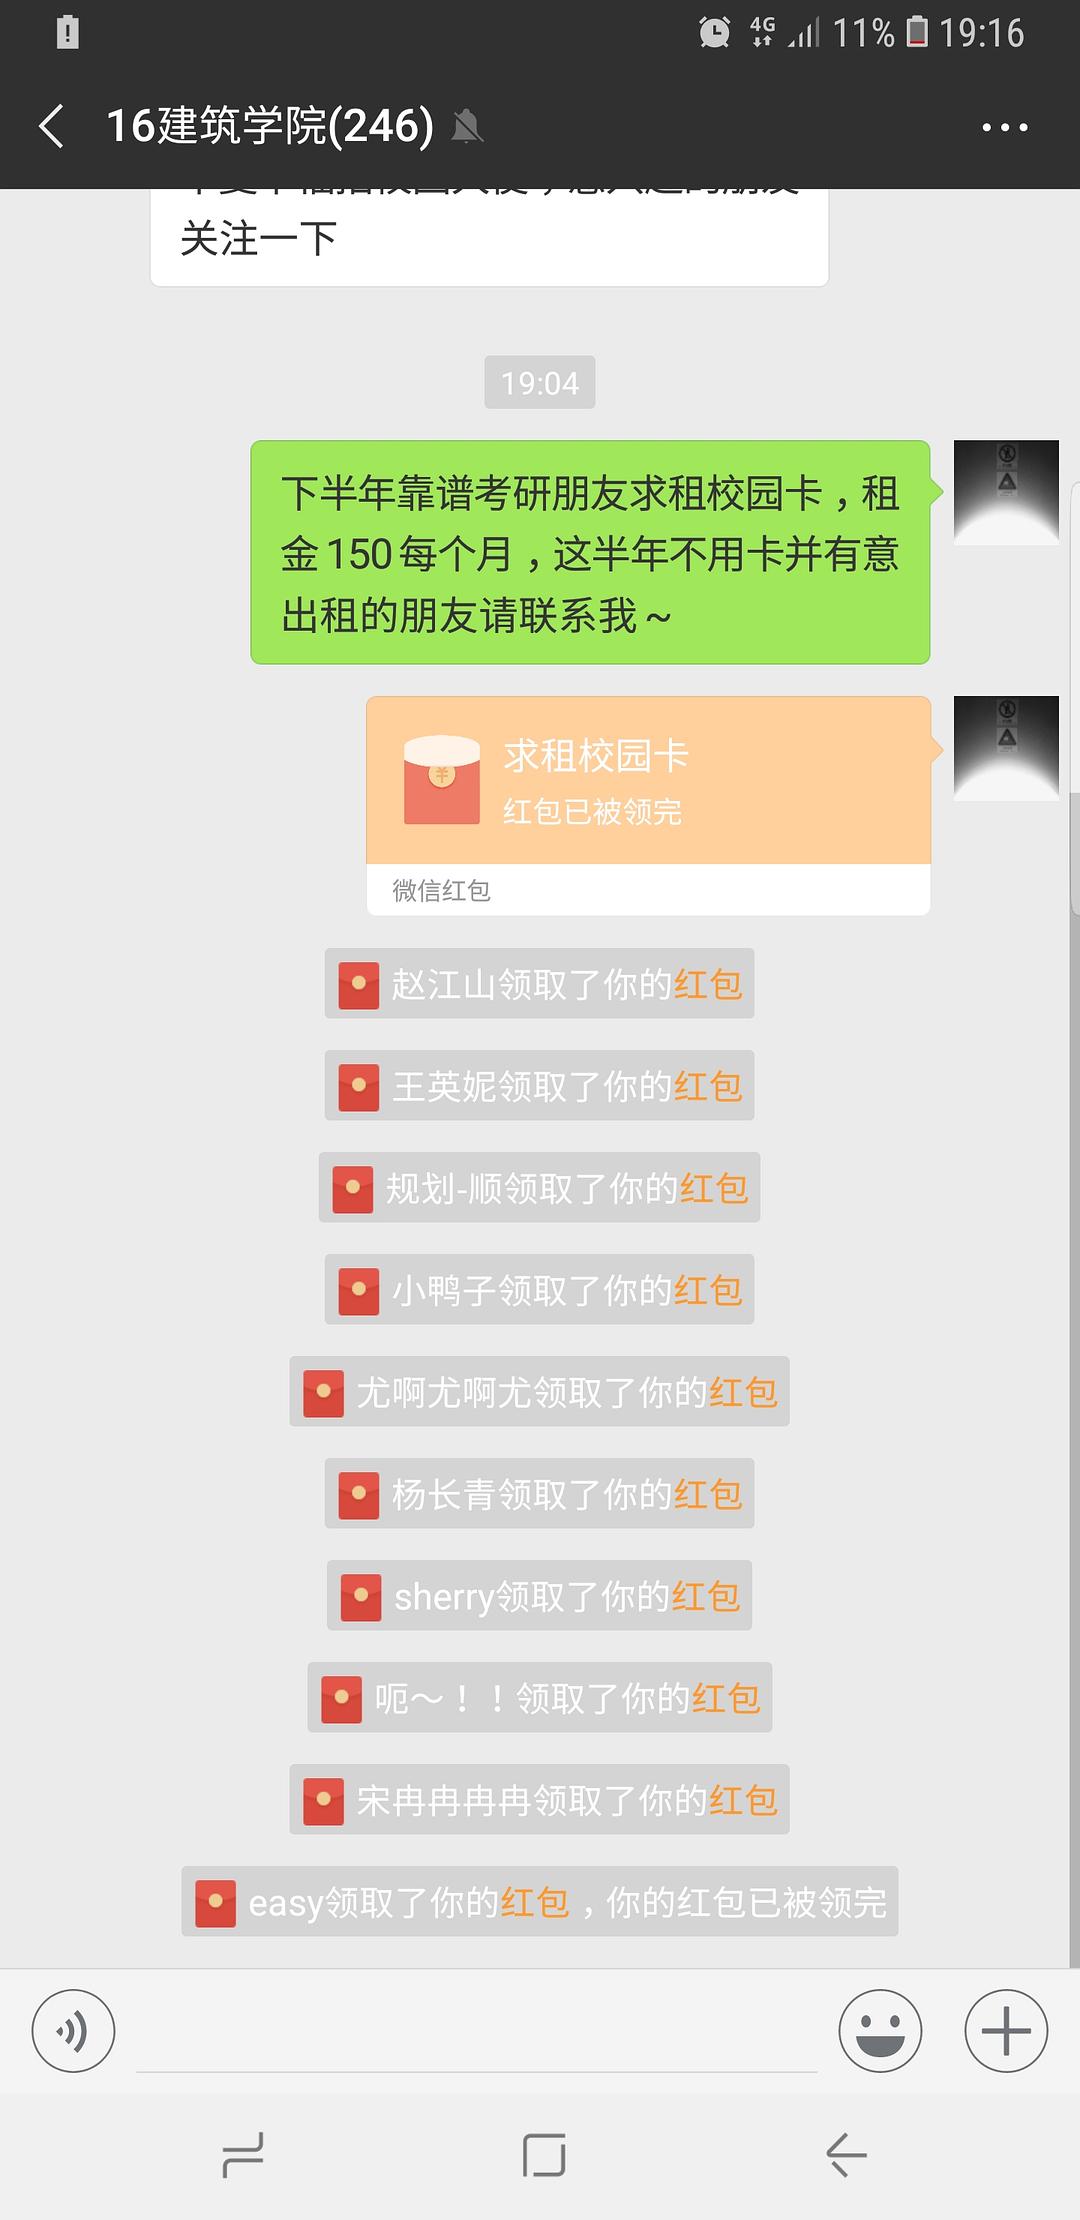 4G 11% 19:16
16建筑学院(246)
关注一下
19:04
下半年靠谱考研朋友求租校园卡，租
金150每个月，这半年不用卡并有意
出租的朋友请联系我～
求租校园卡
红包已被领完
微信红包
赵江山领取了你的红包
王英妮领取了你的红包
规划-顺领取了你的红包
小鸭子领取了你的红包
尤啊尤啊尤领取了你的红包
杨长青领取了你的红包
sherry领取了你的红包
呃～！！领取了你的红包
宋冉冉冉冉领取了你的红包
easy领取了你的红包，你的红包已被领完